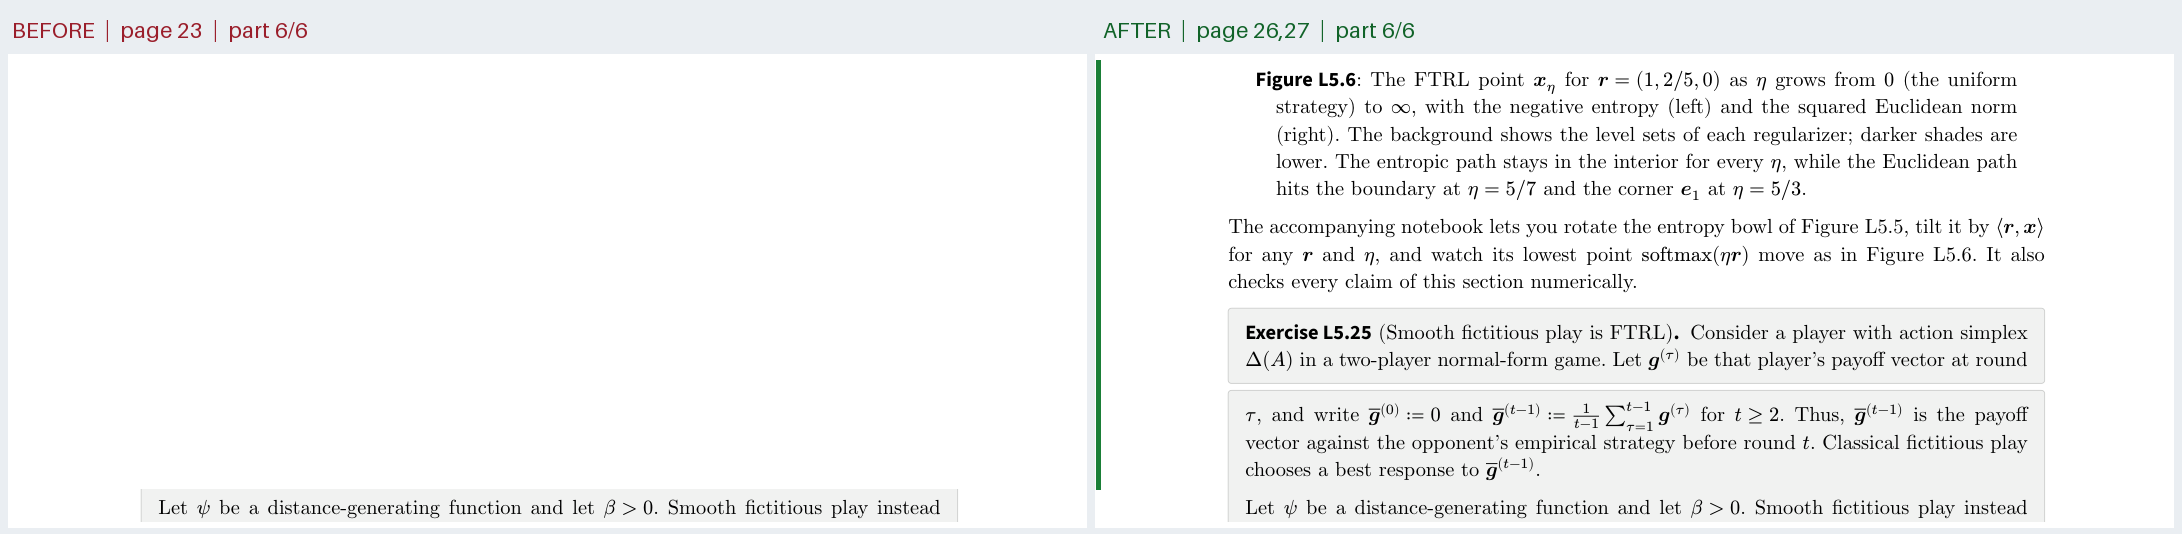 BEFORE | page 23 | part 6/6
Let ψ be a distance-generating function and let β > 0. Smooth fictitious play instead
AFTER | page 26,27 | part 6/6
Figure L5.6: The FTRL point 𝒙_η for 𝒓 = (1, 2/5, 0) as η grows from 0 (the uniform
strategy) to ∞, with the negative entropy (left) and the squared Euclidean norm
(right). The background shows the level sets of each regularizer; darker shades are
lower. The entropic path stays in the interior for every η, while the Euclidean path
hits the boundary at η = 5/7 and the corner 𝒆₁ at η = 5/3.
The accompanying notebook lets you rotate the entropy bowl of Figure L5.5, tilt it by ⟨𝒓, 𝒙⟩
for any 𝒓 and η, and watch its lowest point softmax(η𝒓) move as in Figure L5.6. It also
checks every claim of this section numerically.
Exercise L5.25 (Smooth fictitious play is FTRL). Consider a player with action simplex
Δ(A) in a two-player normal-form game. Let 𝒈^(τ) be that player's payoff vector at round
τ, and write 𝒈̅^(0) ≔ 0 and 𝒈̅^(t−1) ≔ 1/(t−1) ∑_{τ=1}^{t−1} 𝒈^(τ) for t ≥ 2. Thus, 𝒈̅^(t−1) is the payoff
vector against the opponent's empirical strategy before round t. Classical fictitious play
chooses a best response to 𝒈̅^(t−1).
Let ψ be a distance-generating function and let β > 0. Smooth fictitious play instead